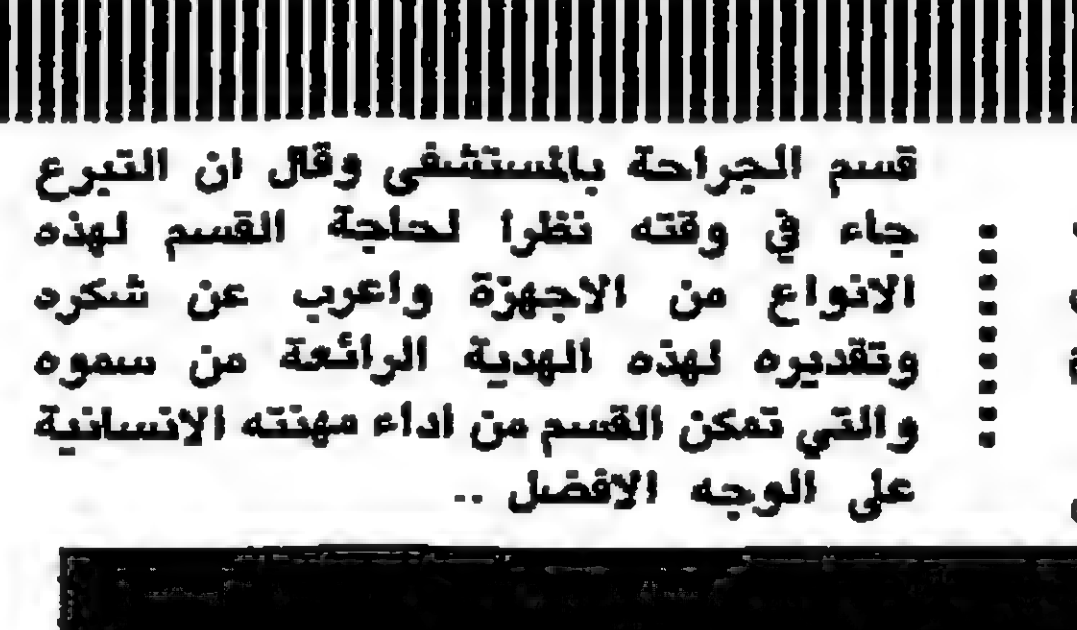 قسم الجراحة بالمستشفى وقال ان التبرع
جاء في وقته نظرا لحاجة القسم لهذه
الانواع من الاجهزة واعرب عن شكره
وتقديره لهذه الهدية الرائعة من سموه
والتي تمكن القسم من اداء مهنته الانسانية
على الوجه الافضل ..